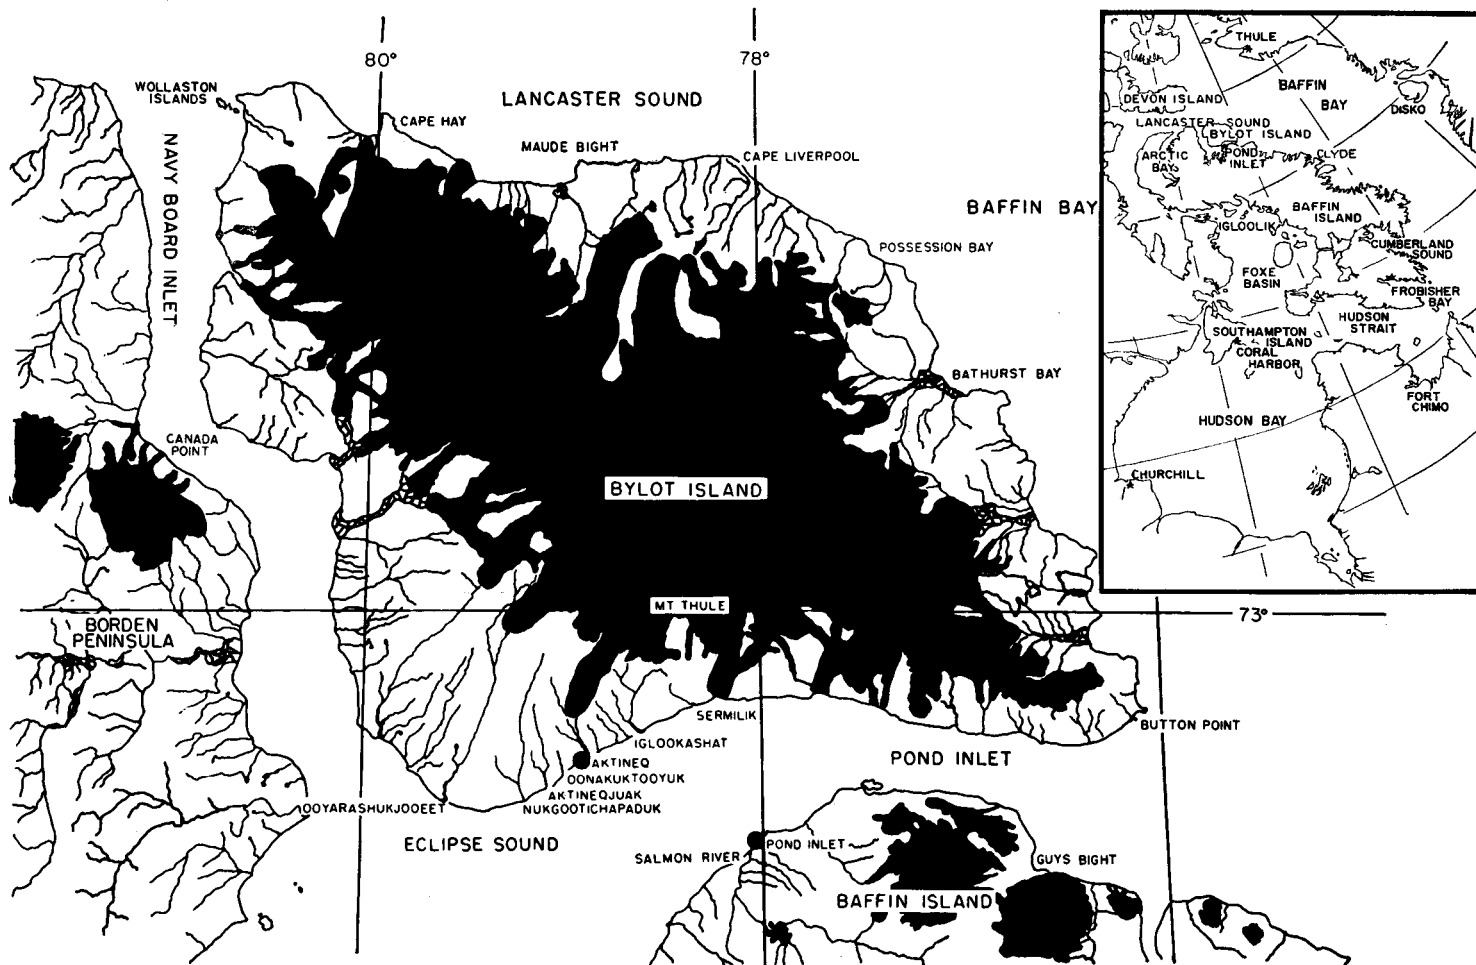 80°
78°
WOLLASTON
ISLANDS
LANCASTER SOUND
CAPE HAY
MAUDE BIGHT
CAPE LIVERPOOL
NAVY BOARD INLET
BAFFIN BAY
POSSESSION BAY
BATHURST BAY
CANADA
POINT
BYLOT ISLAND
MT THULE
73°
BORDEN
PENINSULA
SERMILIK
BUTTON POINT
IGLOOKASHAT
POND INLET
AKTINEQ
OONAKUKTOOYUK
AKTINEQJUAK
NUKGOOTICHAPADUK
OOYARASHUKJOOEET
ECLIPSE SOUND
SALMON RIVER
POND INLET
GUYS BIGHT
BAFFIN ISLAND
THULE
BAFFIN
BAY
DEVON ISLAND
DISKO
LANCASTER SOUND
BYLOT ISLAND
ARCTIC
BAY
POND
INLET
CLYDE
BAFFIN
ISLAND
IGLOOLIK
CUMBERLAND
SOUND
FOXE
BASIN
FROBISHER
BAY
HUDSON
STRAIT
SOUTHAMPTON
ISLAND
CORAL
HARBOR
FORT
CHIMO
HUDSON BAY
CHURCHILL